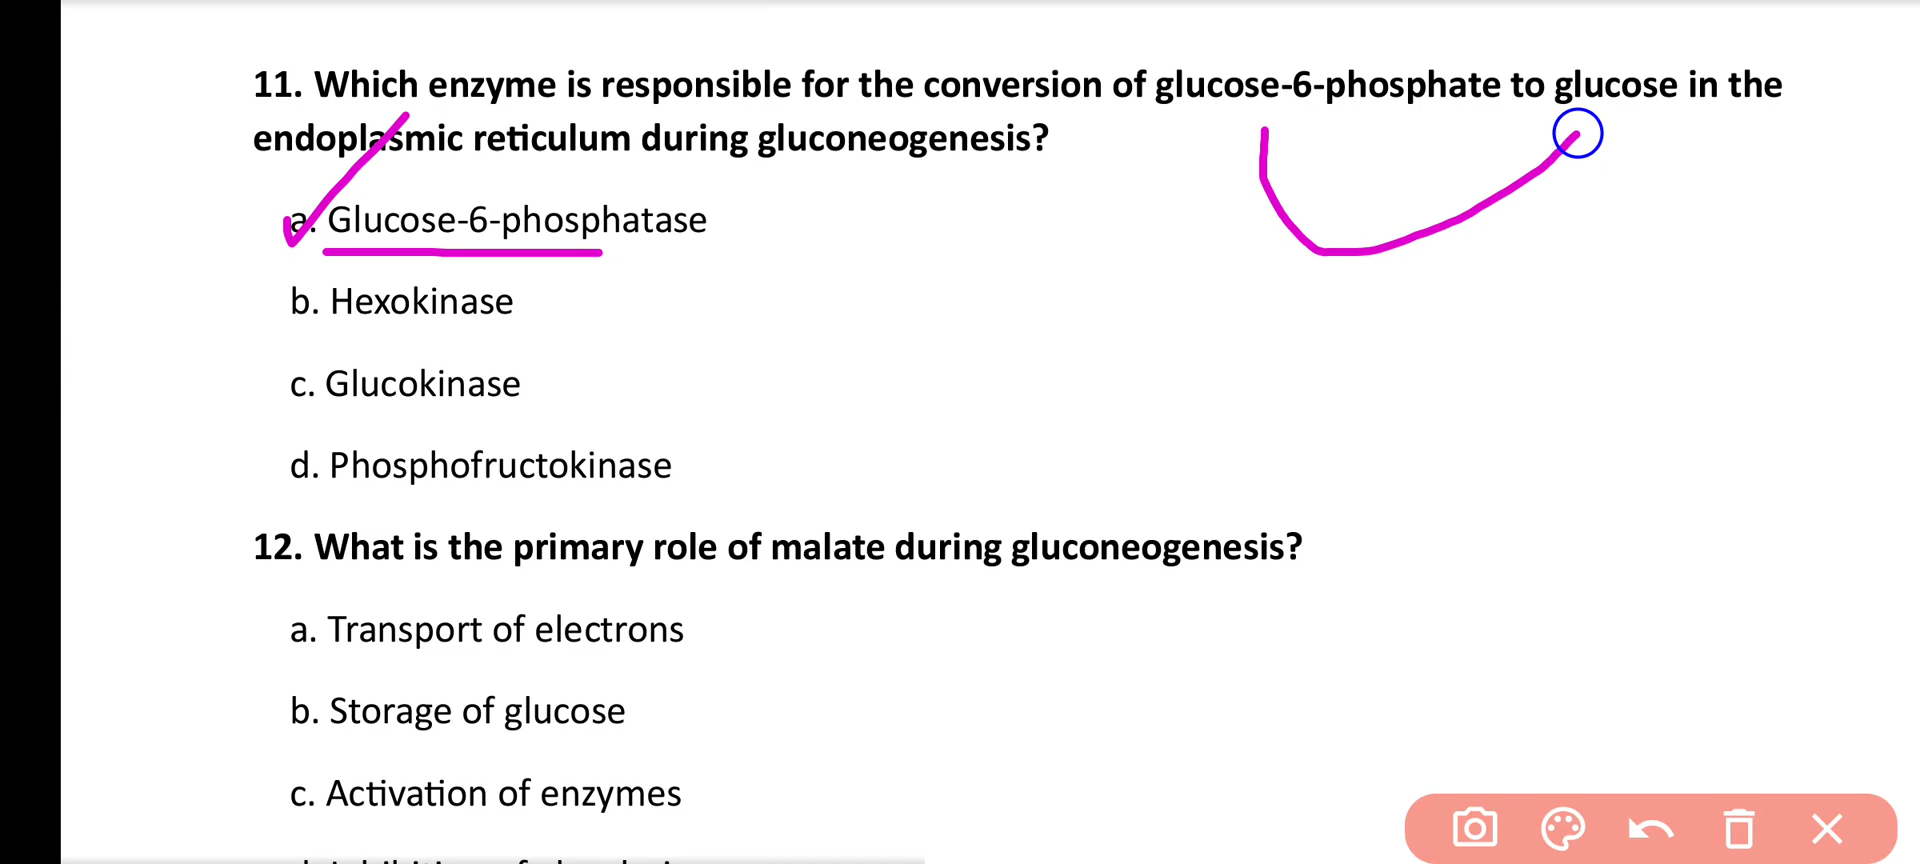 11. Which enzyme is responsible for the conversion of glucose-6-phosphate to glucose in the
endoplasmic reticulum during gluconeogenesis?
a. Glucose-6-phosphatase
b. Hexokinase
c. Glucokinase
d. Phosphofructokinase
12. What is the primary role of malate during gluconeogenesis?
a. Transport of electrons
b. Storage of glucose
c. Activation of enzymes